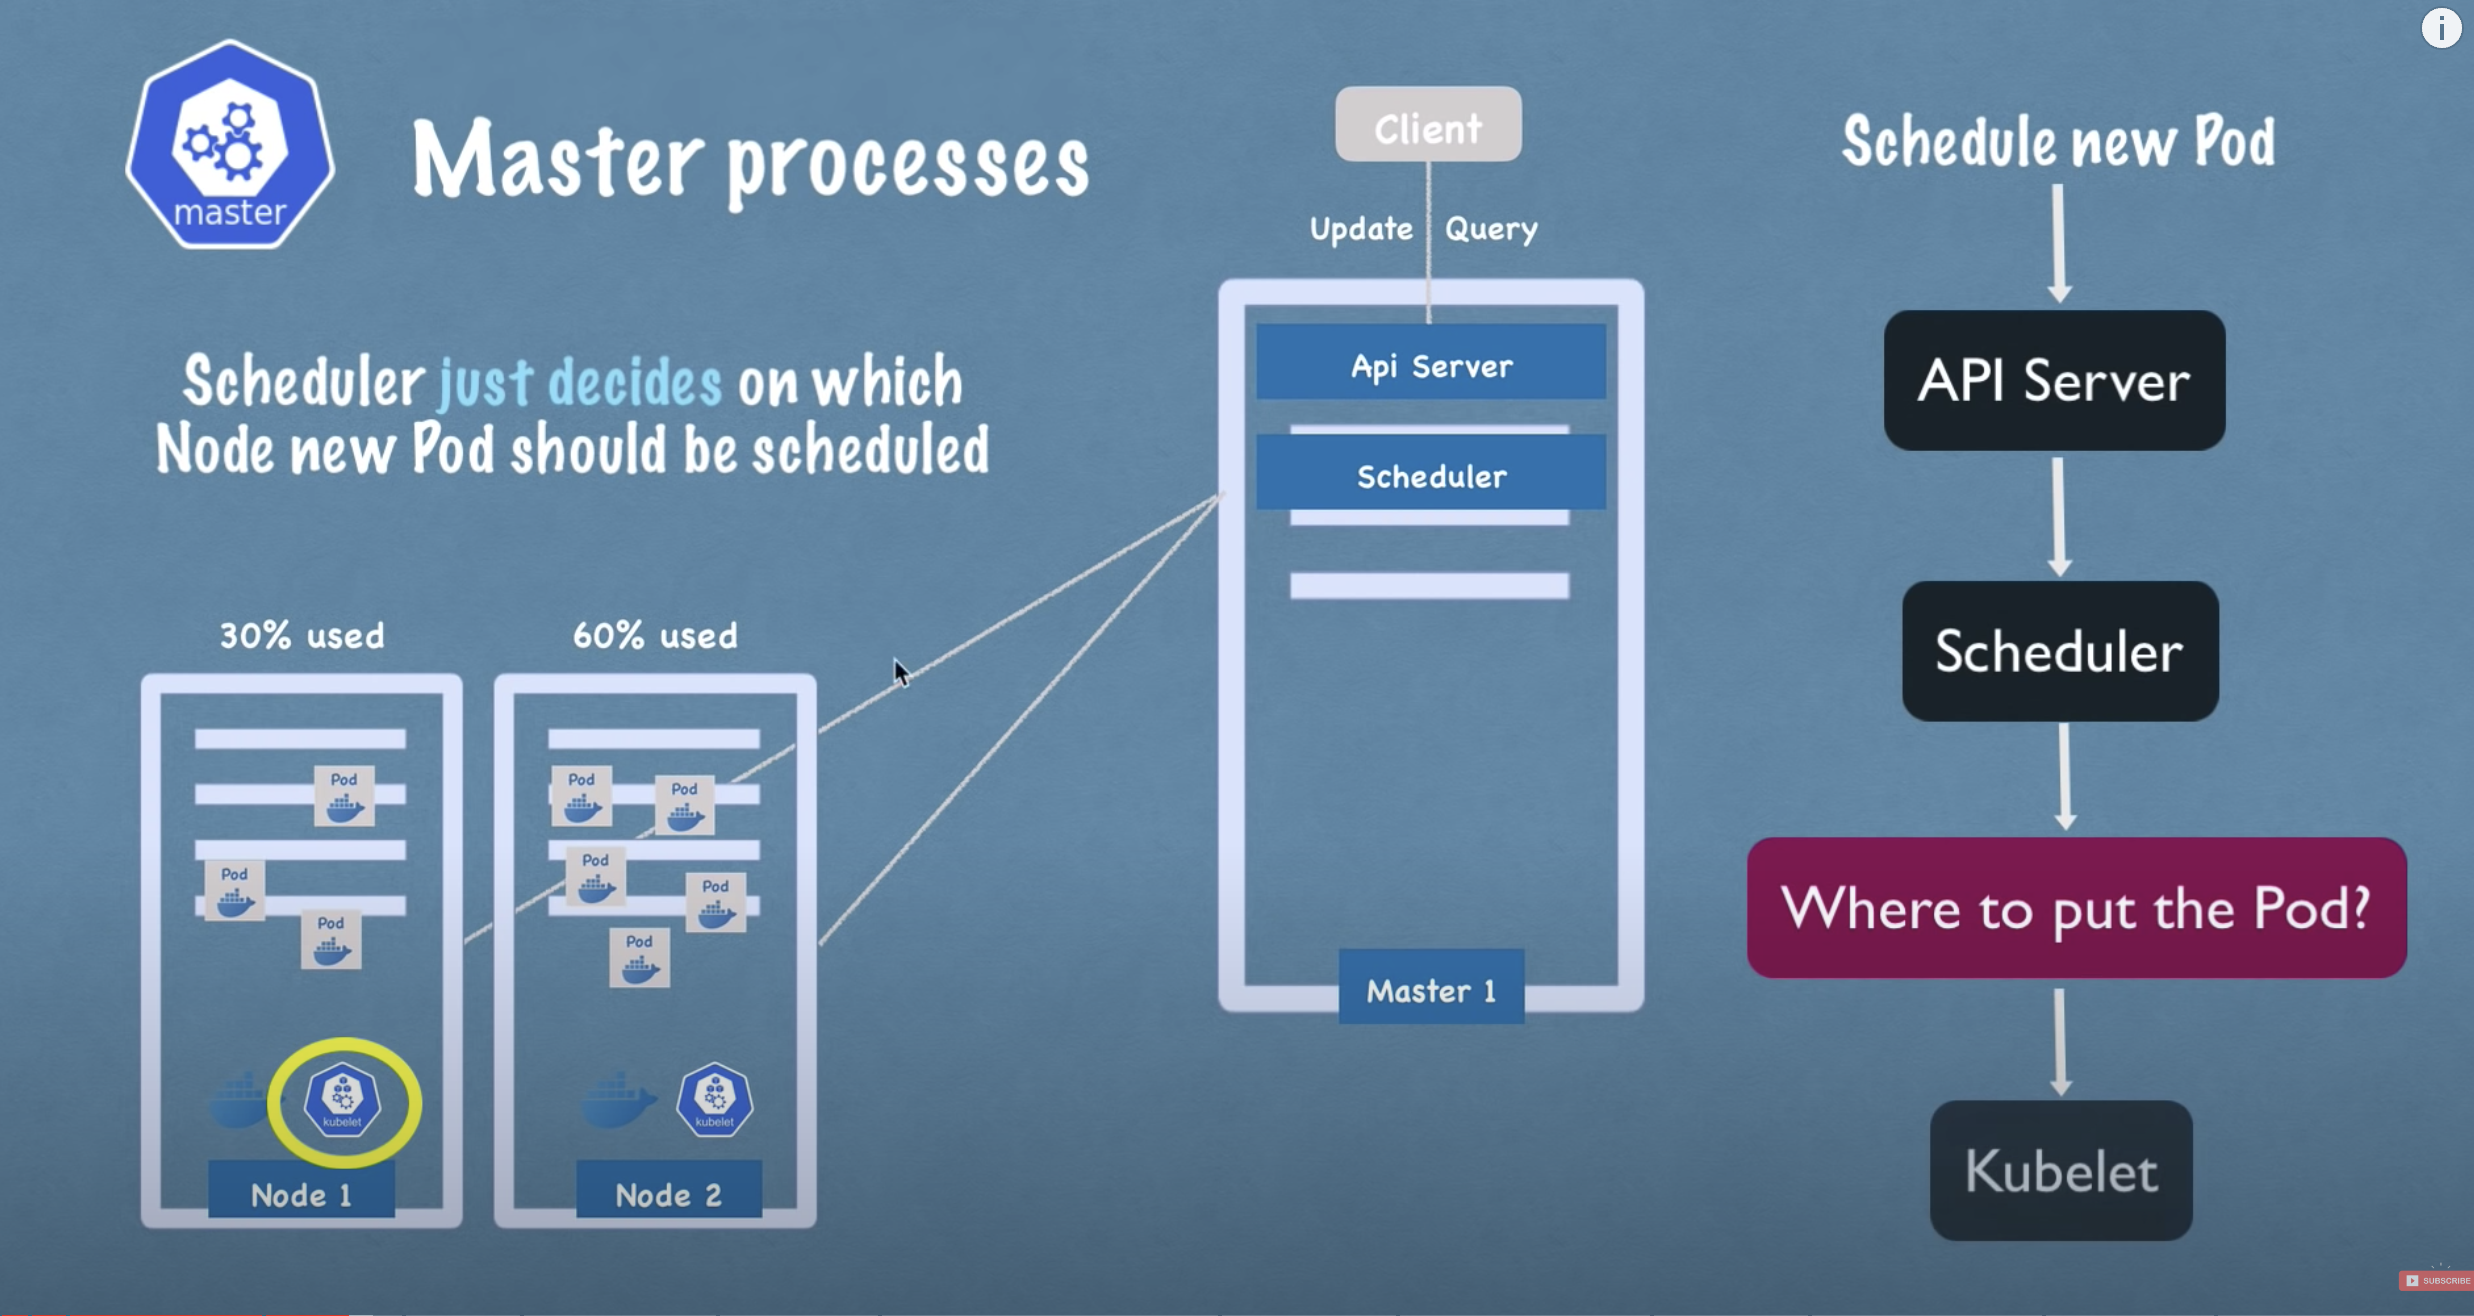 master
Master processes
Scheduler just decides on which
Node new Pod should be scheduled
30% used
60% used
Pod
Pod
Pod
kubelet
Node 1
Pod
Pod
Pod
Pod
Pod
kubelet
Node 2
Client
Update
Query
Api Server
Scheduler
Master 1
Schedule new Pod
API Server
Scheduler
Where to put the Pod?
Kubelet
i
SUBSCRIBE